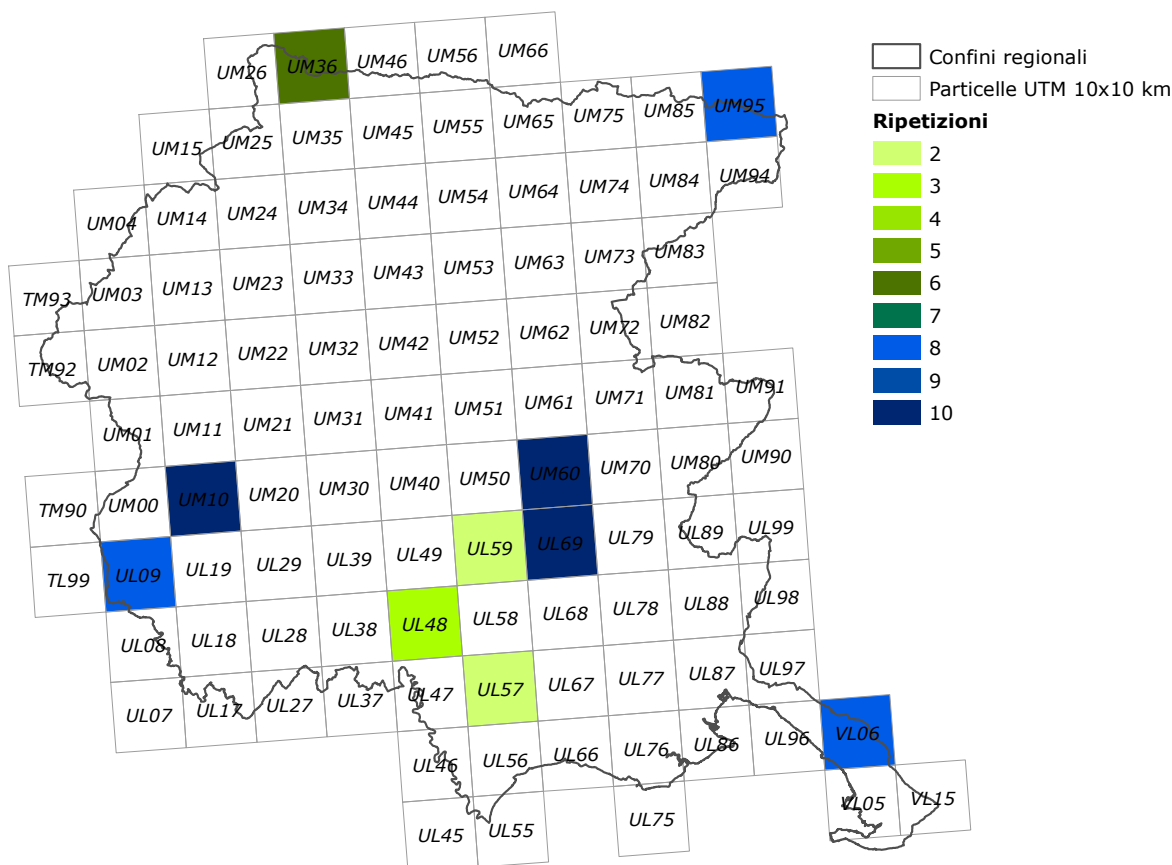 Confini regionali
Particelle UTM 10x10 km
Ripetizioni
2
3
4
5
6
7
8
9
10
UM26 UM36 UM46 UM56 UM66
UM15 UM25 UM35 UM45 UM55 UM65 UM75 UM85 UM95
UM04 UM14 UM24 UM34 UM44 UM54 UM64 UM74 UM84 UM94
TM93 UM03 UM13 UM23 UM33 UM43 UM53 UM63 UM73 UM83
TM92 UM02 UM12 UM22 UM32 UM42 UM52 UM62 UM72 UM82
UM01 UM11 UM21 UM31 UM41 UM51 UM61 UM71 UM81 UM91
TM90 UM00 UM10 UM20 UM30 UM40 UM50 UM60 UM70 UM80 UM90
TL99 UL09 UL19 UL29 UL39 UL49 UL59 UL69 UL79 UL89 UL99
UL08 UL18 UL28 UL38 UL48 UL58 UL68 UL78 UL88 UL98
UL07 UL17 UL27 UL37 UL47 UL57 UL67 UL77 UL87 UL97
UL46 UL56 UL66 UL76 UL86 UL96 VL06
UL45 UL55 UL75 VL05 VL15